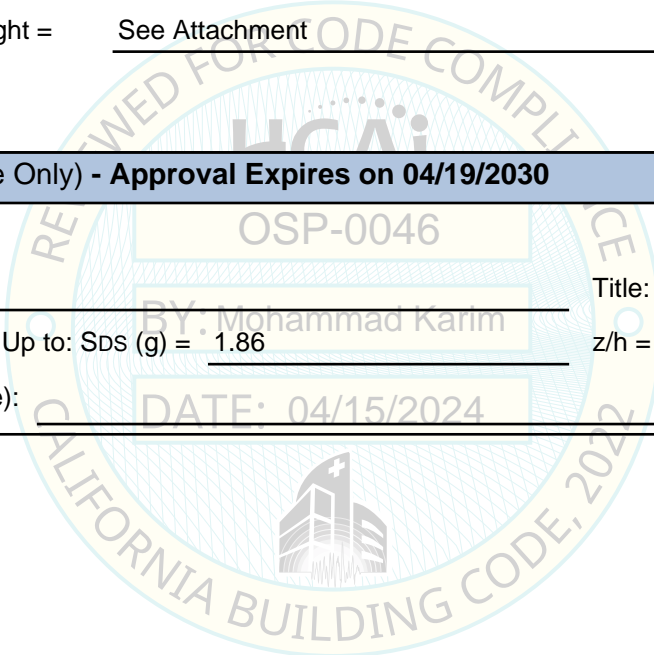 ght = See Attachment
REVIEWED FOR CODE COMPLIANCE
HCAi
e Only) - Approval Expires on 04/19/2030
OSP-0046
Title:
BY: Mohammad Karim
Up to: SDS (g) = 1.86 z/h =
e):
DATE: 04/15/2024
CALIFORNIA BUILDING CODE, 2022